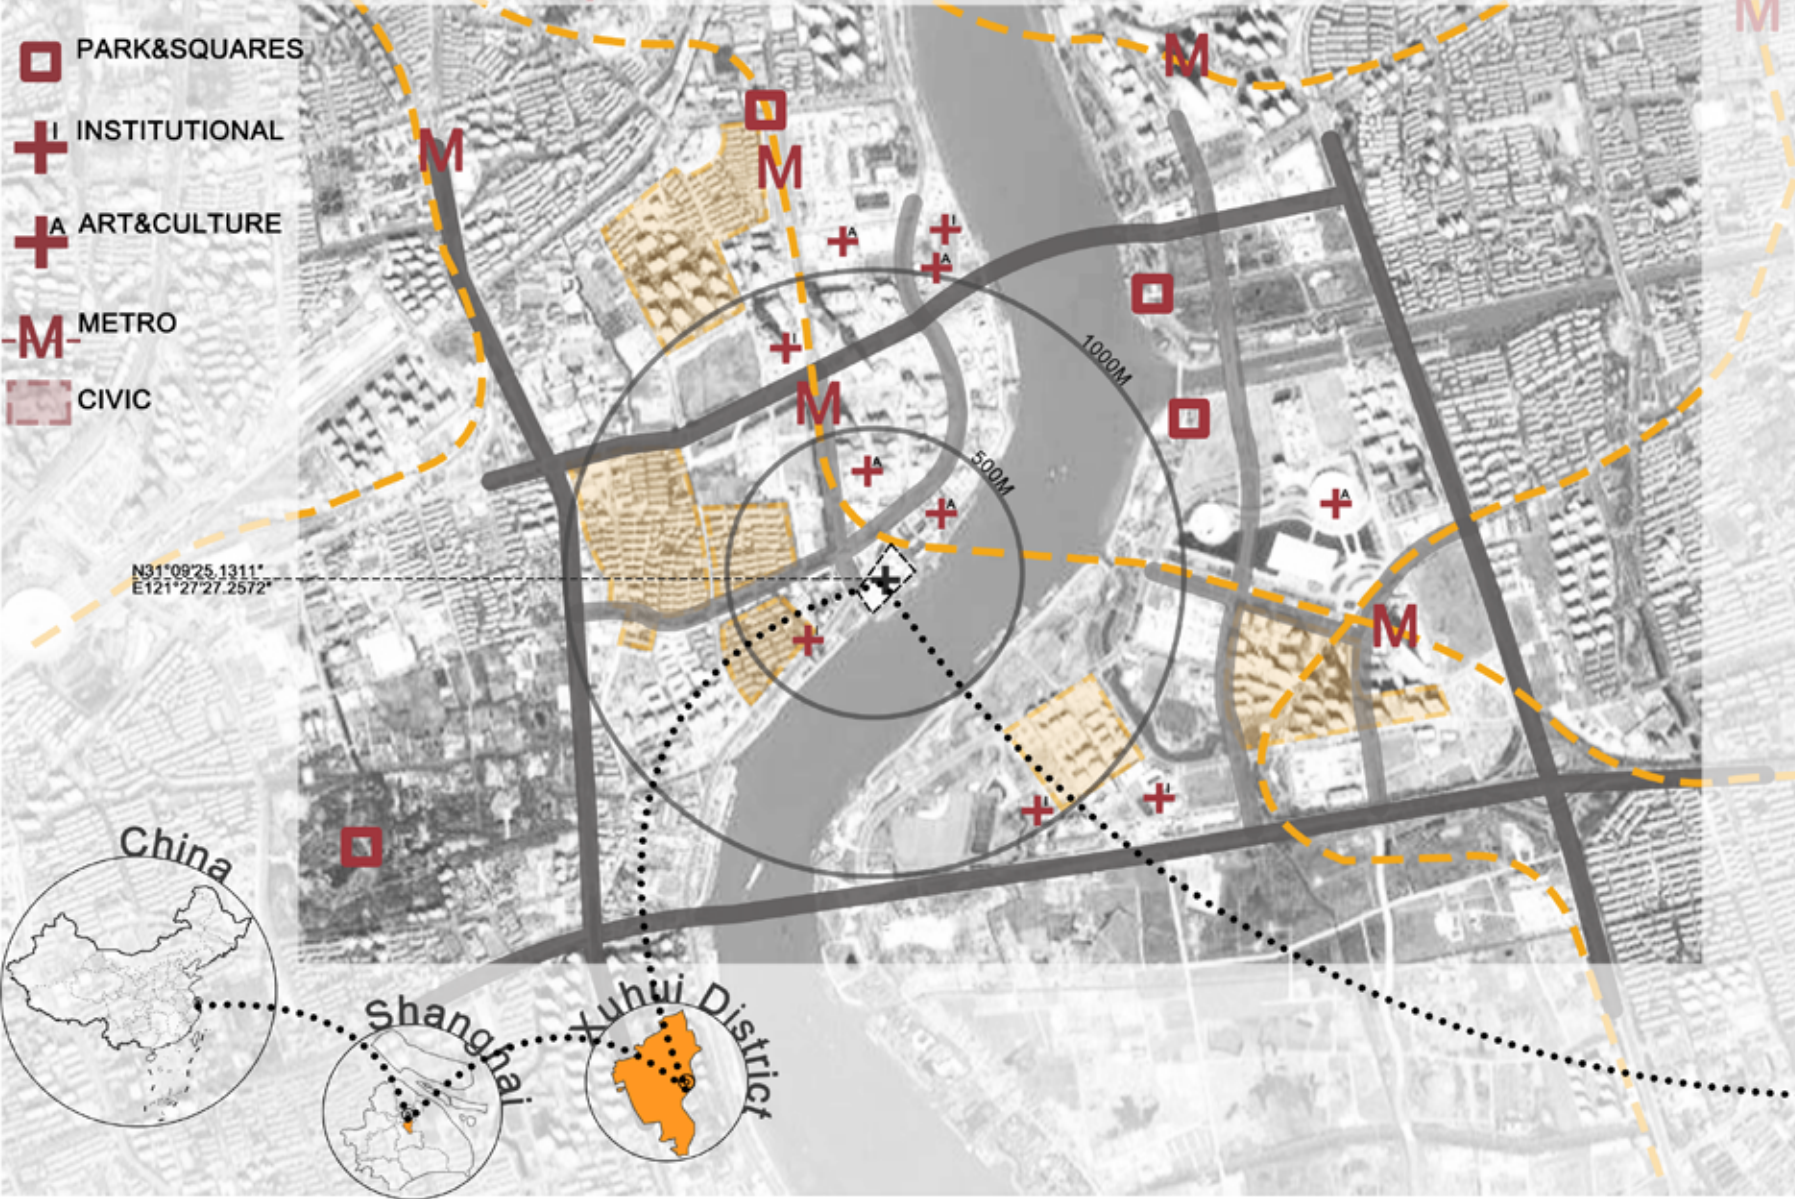 PARK&SQUARES
I INSTITUTIONAL
A ART&CULTURE
-M- METRO
CIVIC
M
M
M
M
A
I
A
I
1000M
M
A
500M
A
A
N31°09'25.1311"
E121°27'27.2572"
I
M
I
I
China
Shanghai
Xuhui District